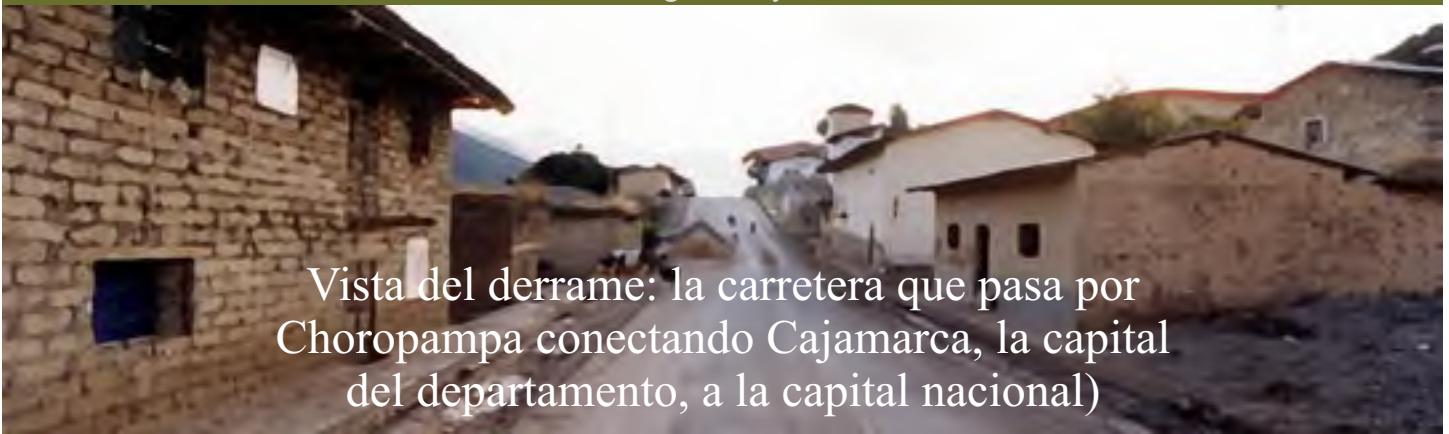 Vista del derrame: la carretera que pasa por
Choropampa conectando Cajamarca, la capital
del departamento, a la capital nacional)